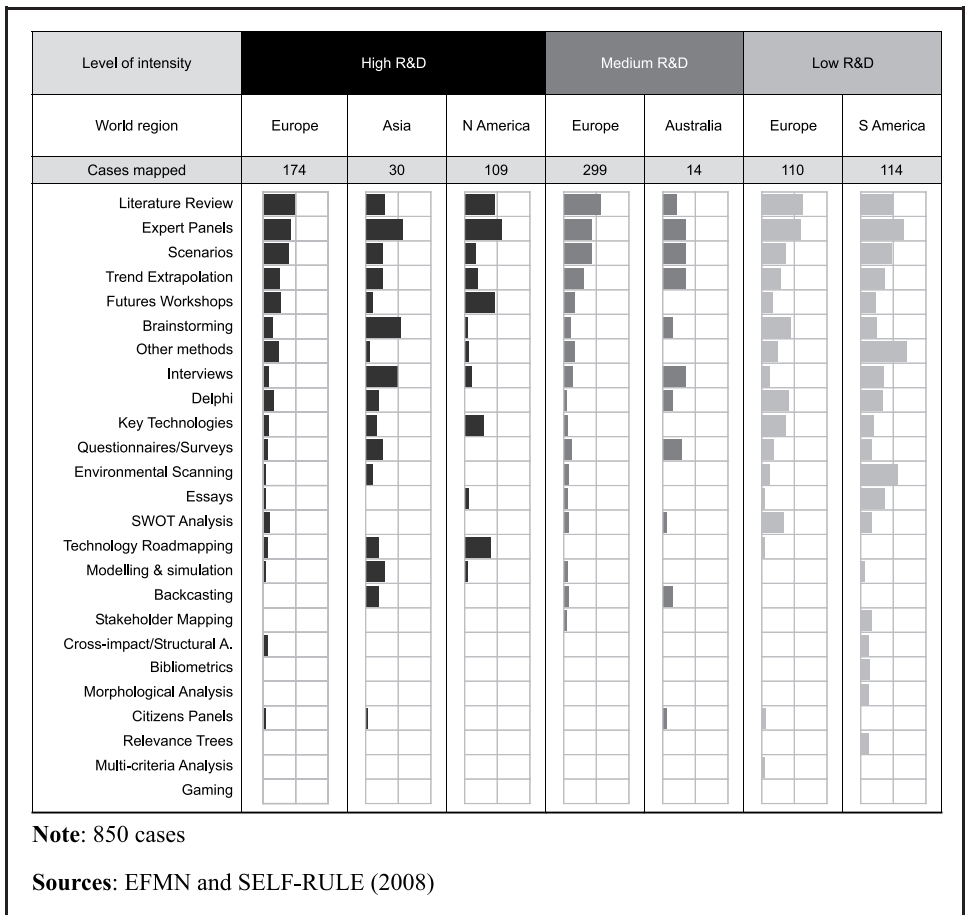 Level of intensity High R&D Medium R&D Low R&D
World region Europe Asia N America Europe Australia Europe S America
Cases mapped 174 30 109 299 14 110 114
Literature Review
Expert Panels
Scenarios
Trend Extrapolation
Futures Workshops
Brainstorming
Other methods
Interviews
Delphi
Key Technologies
Questionnaires/Surveys
Environmental Scanning
Essays
SWOT Analysis
Technology Roadmapping
Modelling & simulation
Backcasting
Stakeholder Mapping
Cross-impact/Structural A.
Bibliometrics
Morphological Analysis
Citizens Panels
Relevance Trees
Multi-criteria Analysis
Gaming
Note: 850 cases
Sources: EFMN and SELF-RULE (2008)